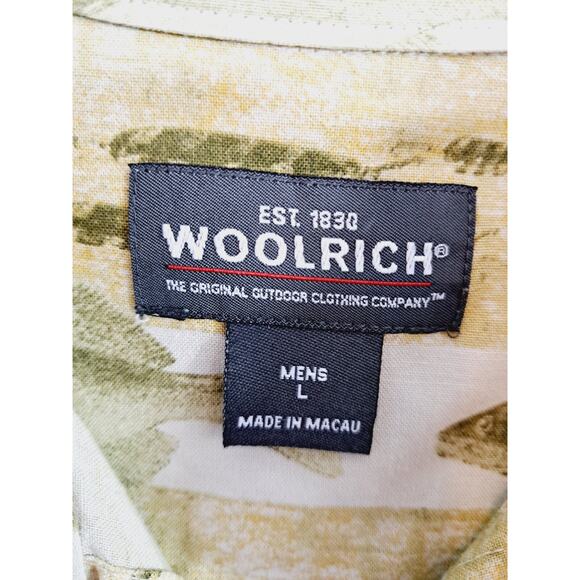 EST. 1830
WOOLRICH®
THE ORIGINAL OUTDOOR CLOTHING COMPANY™
MENS
L
MADE IN MACAU